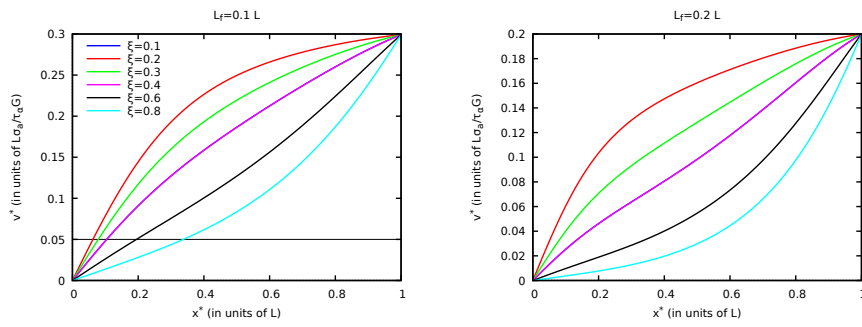 L_f=0.1 L
v* (in units of Lσ_a/τ_αG)
0.3
0.25
0.2
0.15
0.1
0.05
0
ξ=0.1
ξ=0.2
ξ=0.3
ξ=0.4
ξ=0.6
ξ=0.8
0
0.2
0.4
0.6
0.8
1
x* (in units of L)
L_f=0.2 L
v* (in units of Lσ_a/τ_αG)
0.2
0.18
0.16
0.14
0.12
0.1
0.08
0.06
0.04
0.02
0
0
0.2
0.4
0.6
0.8
1
x* (in units of L)